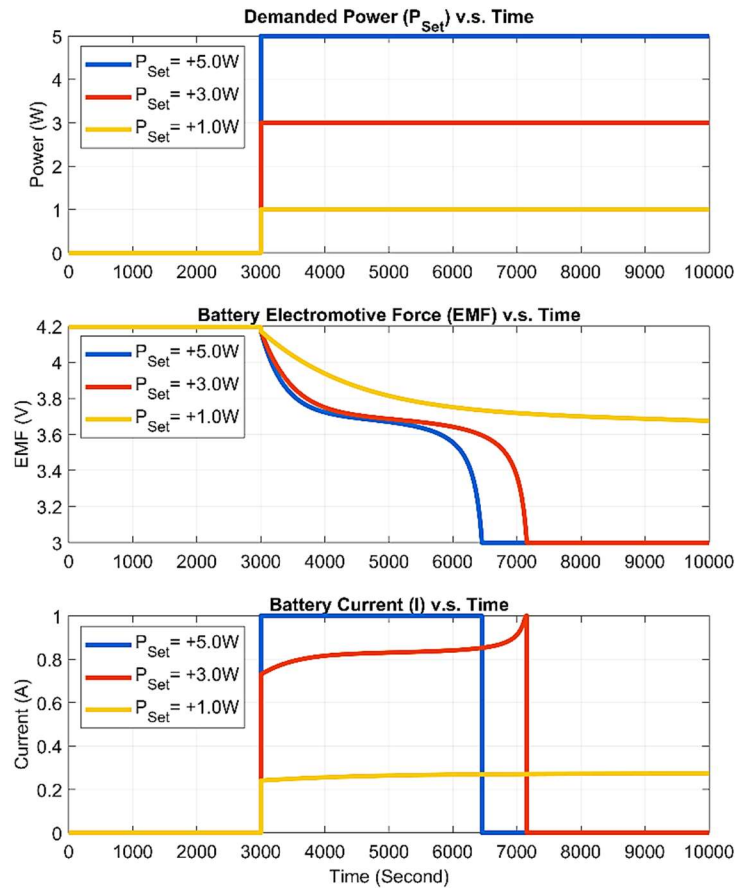 Demanded Power (P_Set) v.s. Time
Power (W)
5
4
3
2
1
0
P_Set= +5.0W
P_Set= +3.0W
P_Set= +1.0W
0 1000 2000 3000 4000 5000 6000 7000 8000 9000 10000
Battery Electromotive Force (EMF) v.s. Time
EMF (V)
4.2
4
3.8
3.6
3.4
3.2
3
P_Set= +5.0W
P_Set= +3.0W
P_Set= +1.0W
0 1000 2000 3000 4000 5000 6000 7000 8000 9000 10000
Battery Current (I) v.s. Time
Current (A)
1
0.8
0.6
0.4
0.2
0
P_Set= +5.0W
P_Set= +3.0W
P_Set= +1.0W
0 1000 2000 3000 4000 5000 6000 7000 8000 9000 10000
Time (Second)